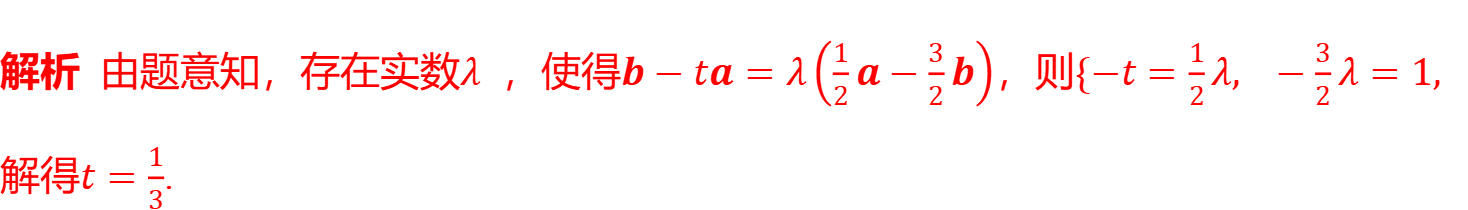 解析 由题意知，存在实数λ ，使得b − ta = λ(1/2 a − 3/2 b)，则{−t = 1/2 λ, − 3/2 λ = 1,
解得t = 1/3.